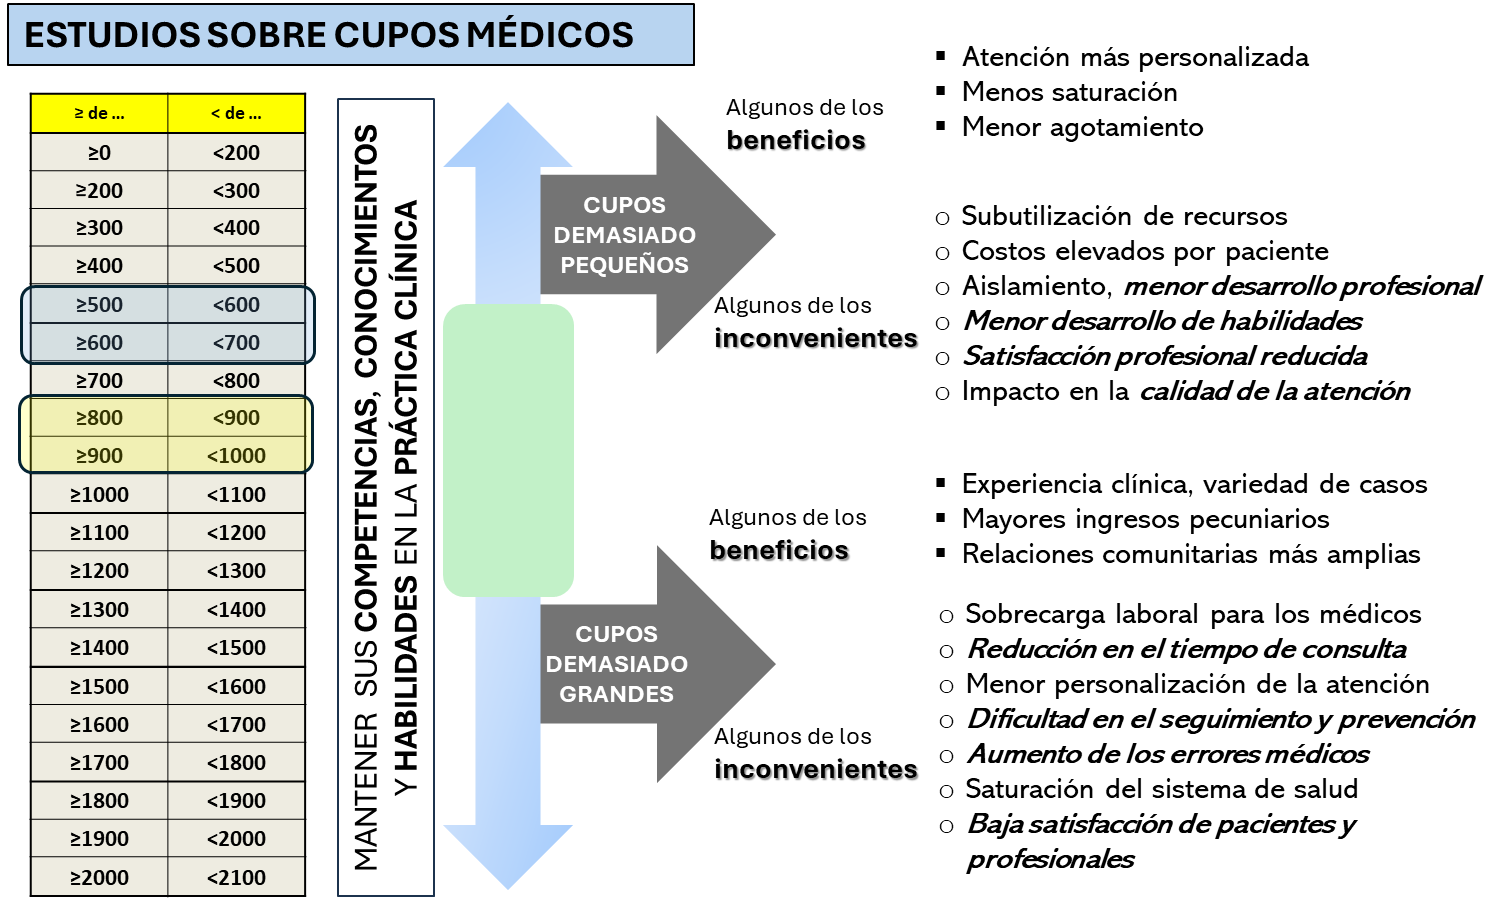 ESTUDIOS SOBRE CUPOS MÉDICOS
≥ de ... < de ...
≥0 <200
≥200 <300
≥300 <400
≥400 <500
≥500 <600
≥600 <700
≥700 <800
≥800 <900
≥900 <1000
≥1000 <1100
≥1100 <1200
≥1200 <1300
≥1300 <1400
≥1400 <1500
≥1500 <1600
≥1600 <1700
≥1700 <1800
≥1800 <1900
≥1900 <2000
≥2000 <2100
MANTENER SUS COMPETENCIAS, CONOCIMIENTOS
Y HABILIDADES EN LA PRÁCTICA CLÍNICA
CUPOS
DEMASIADO
PEQUEÑOS
Algunos de los
beneficios
▪ Atención más personalizada
▪ Menos saturación
▪ Menor agotamiento
Algunos de los
inconvenientes
o Subutilización de recursos
o Costos elevados por paciente
o Aislamiento, menor desarrollo profesional
o Menor desarrollo de habilidades
o Satisfacción profesional reducida
o Impacto en la calidad de la atención
CUPOS
DEMASIADO
GRANDES
Algunos de los
beneficios
▪ Experiencia clínica, variedad de casos
▪ Mayores ingresos pecuniarios
▪ Relaciones comunitarias más amplias
Algunos de los
inconvenientes
o Sobrecarga laboral para los médicos
o Reducción en el tiempo de consulta
o Menor personalización de la atención
o Dificultad en el seguimiento y prevención
o Aumento de los errores médicos
o Saturación del sistema de salud
o Baja satisfacción de pacientes y
profesionales